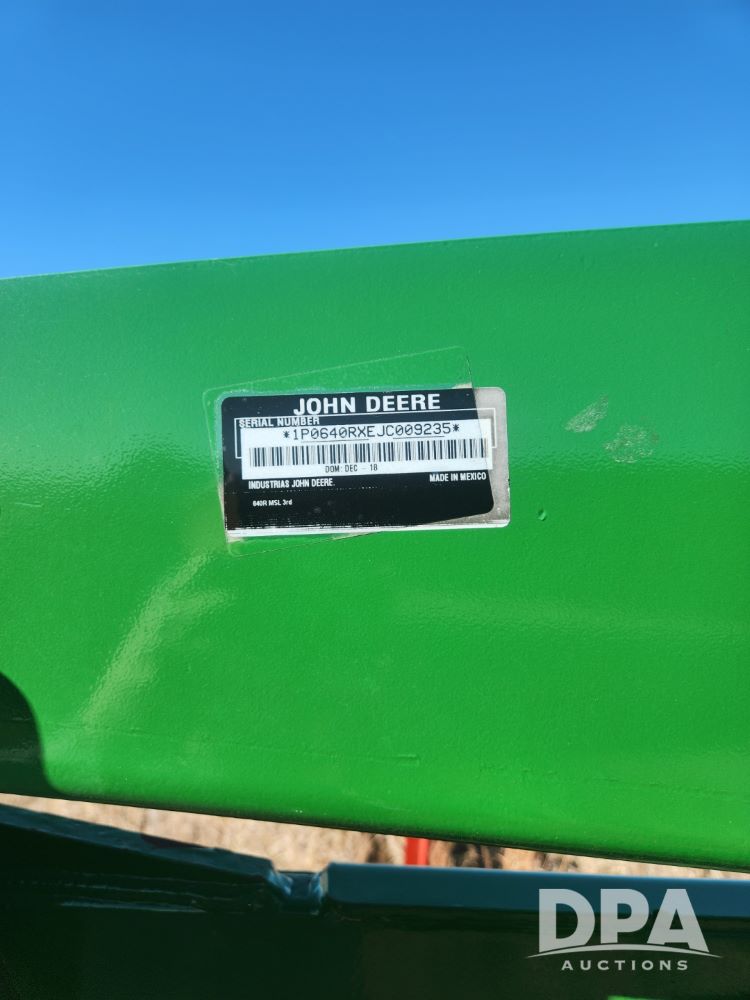 JOHN DEERE
SERIAL NUMBER
*1P0640RXEJC009235*
DOM: DEC - 18
INDUSTRIAS JOHN DEERE. MADE IN MEXICO
640R MSL 3rd
DPA
AUCTIONS